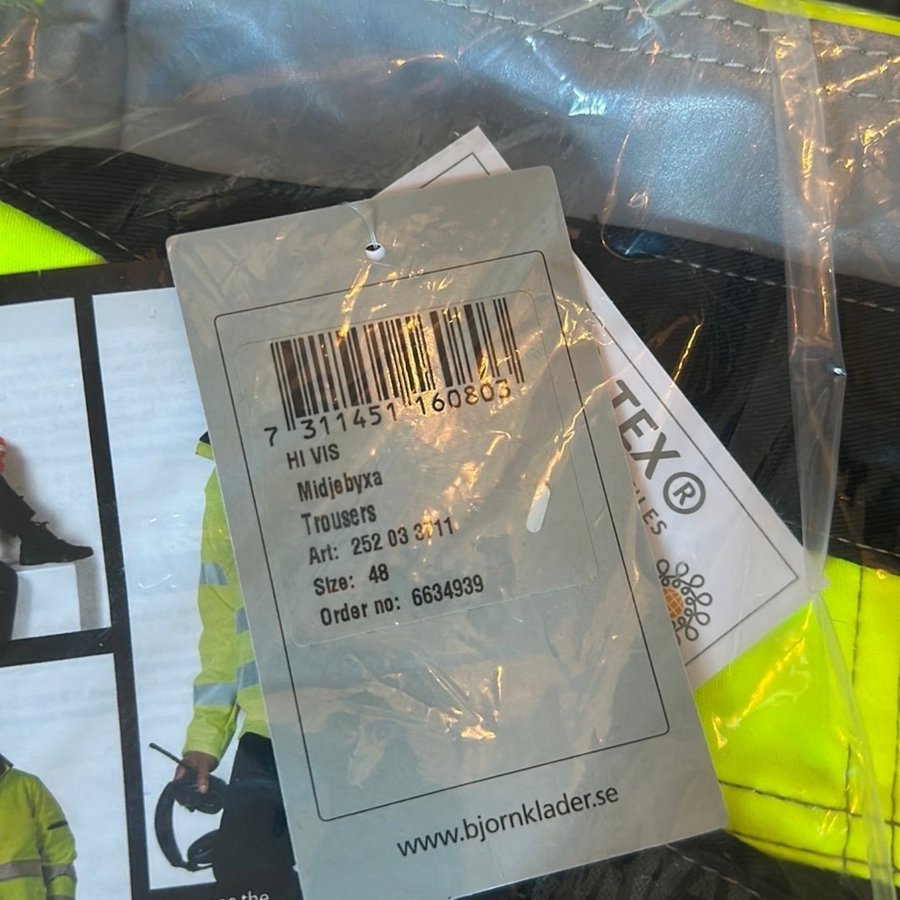 7 311451 160803
HI VIS
Midjebyxa
Trousers
Art: 252 03
Size: 48
Order no: 6634939
www.bjornklader.se
TEX®
the